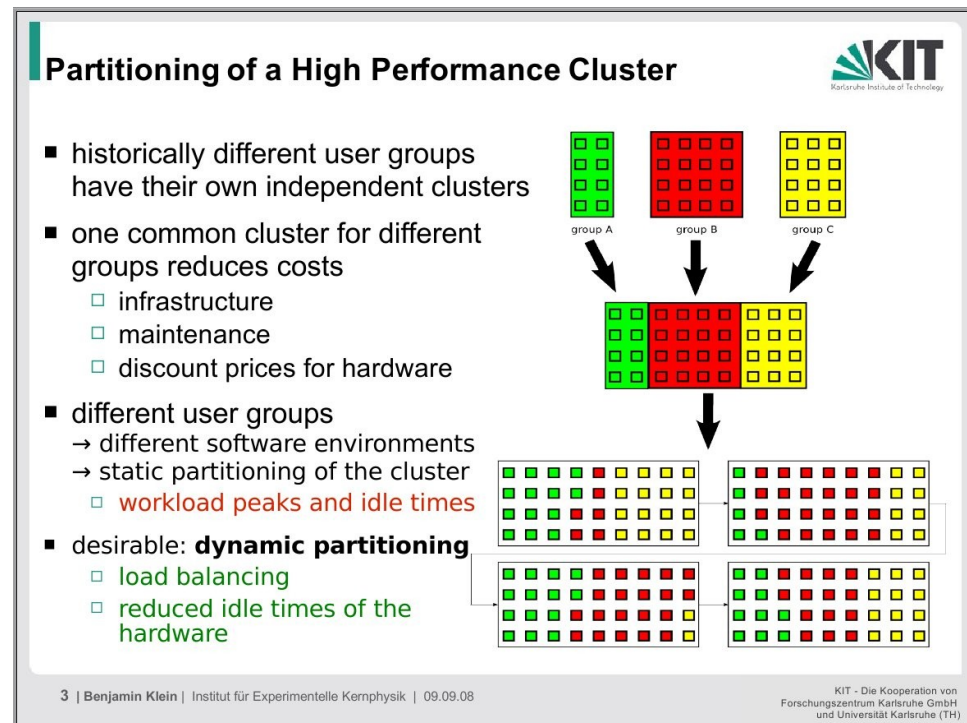 Partitioning of a High Performance Cluster
KIT
Karlsruhe Institute of Technology
historically different user groups
have their own independent clusters
one common cluster for different
groups reduces costs
infrastructure
maintenance
discount prices for hardware
different user groups
→ different software environments
→ static partitioning of the cluster
workload peaks and idle times
desirable: dynamic partitioning
load balancing
reduced idle times of the
hardware
group A
group B
group C
3 | Benjamin Klein | Institut für Experimentelle Kernphysik | 09.09.08
KIT - Die Kooperation von
Forschungszentrum Karlsruhe GmbH
und Universität Karlsruhe (TH)